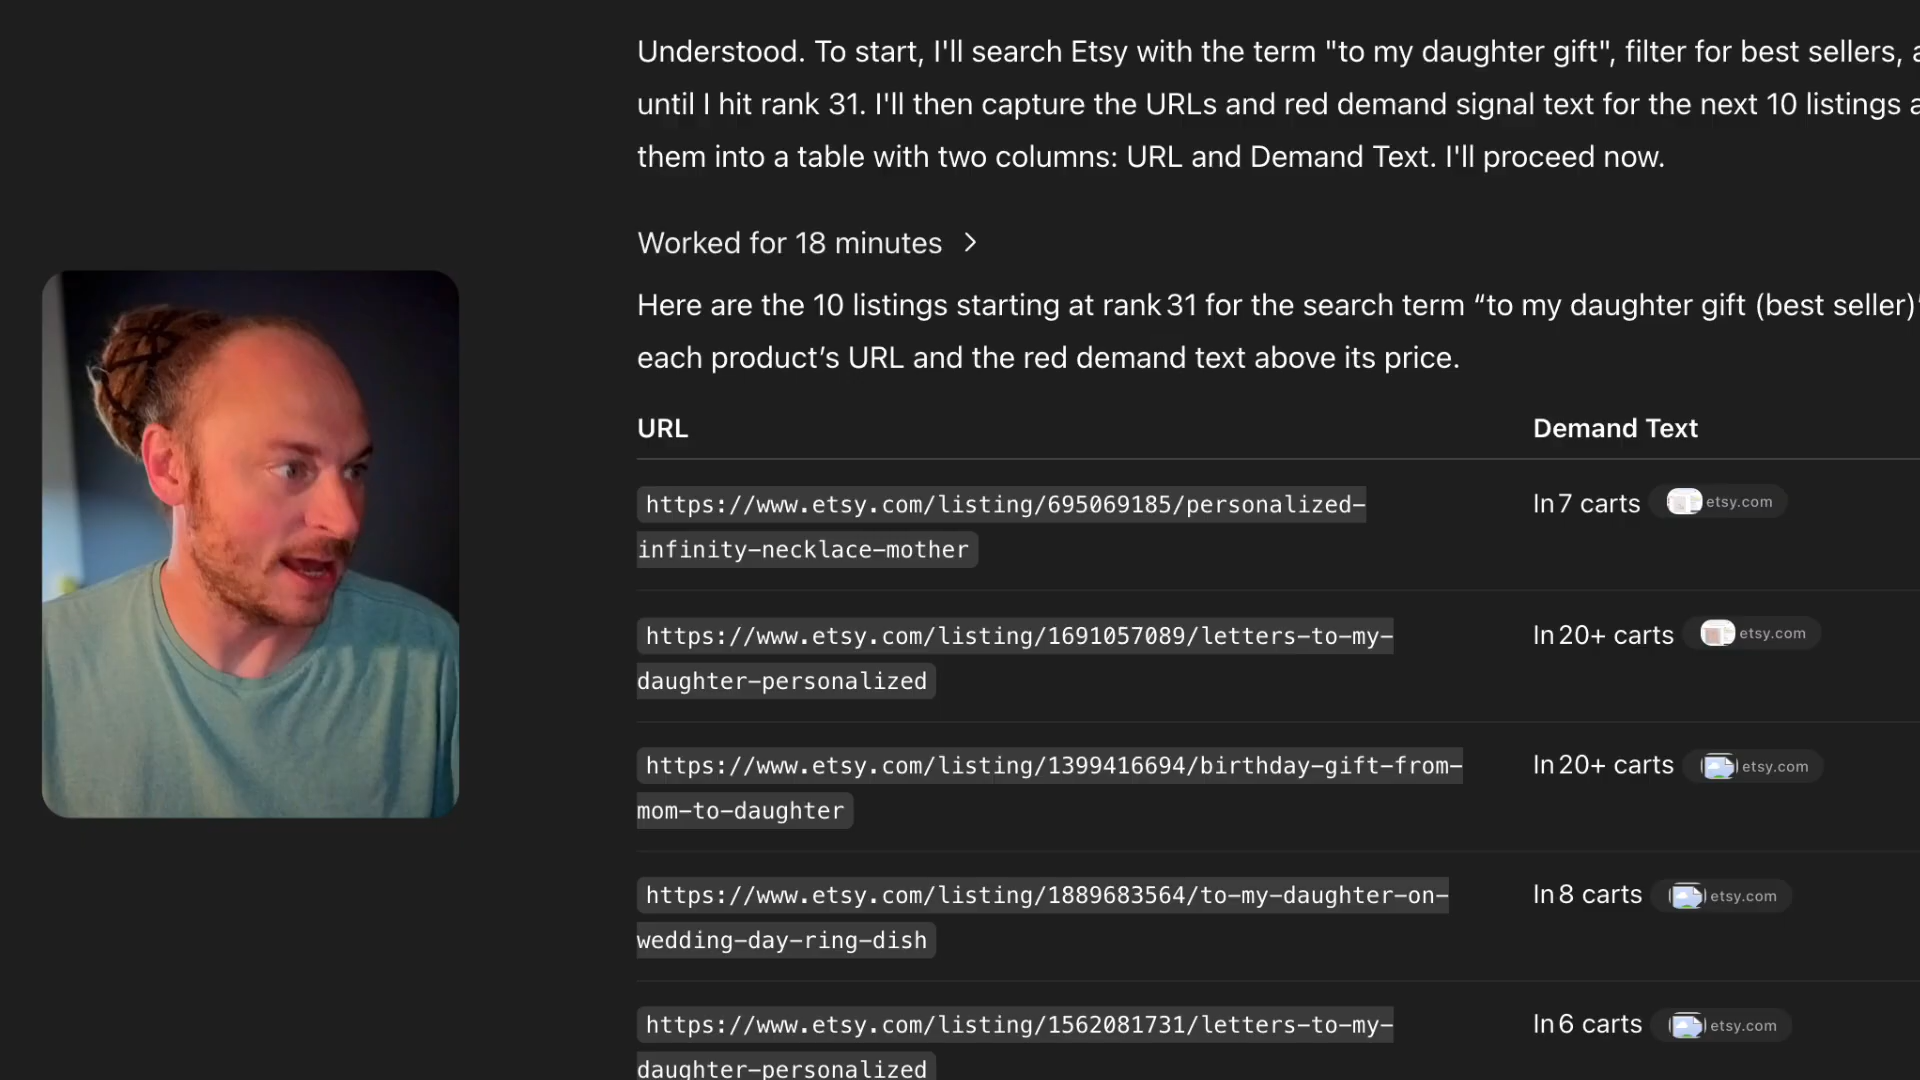 Understood. To start, I'll search Etsy with the term "to my daughter gift", filter for best sellers,
until I hit rank 31. I'll then capture the URLs and red demand signal text for the next 10 listings
them into a table with two columns: URL and Demand Text. I'll proceed now.
Worked for 18 minutes
Here are the 10 listings starting at rank 31 for the search term “to my daughter gift (best seller)”
each product’s URL and the red demand text above its price.
URL Demand Text
https://www.etsy.com/listing/695069185/personalized- In 7 carts etsy.com
infinity-necklace-mother
https://www.etsy.com/listing/1691057089/letters-to-my- In 20+ carts etsy.com
daughter-personalized
https://www.etsy.com/listing/1399416694/birthday-gift-from- In 20+ carts etsy.com
mom-to-daughter
https://www.etsy.com/listing/1889683564/to-my-daughter-on- In 8 carts etsy.com
wedding-day-ring-dish
https://www.etsy.com/listing/1562081731/letters-to-my- In 6 carts etsy.com
daughter-personalized